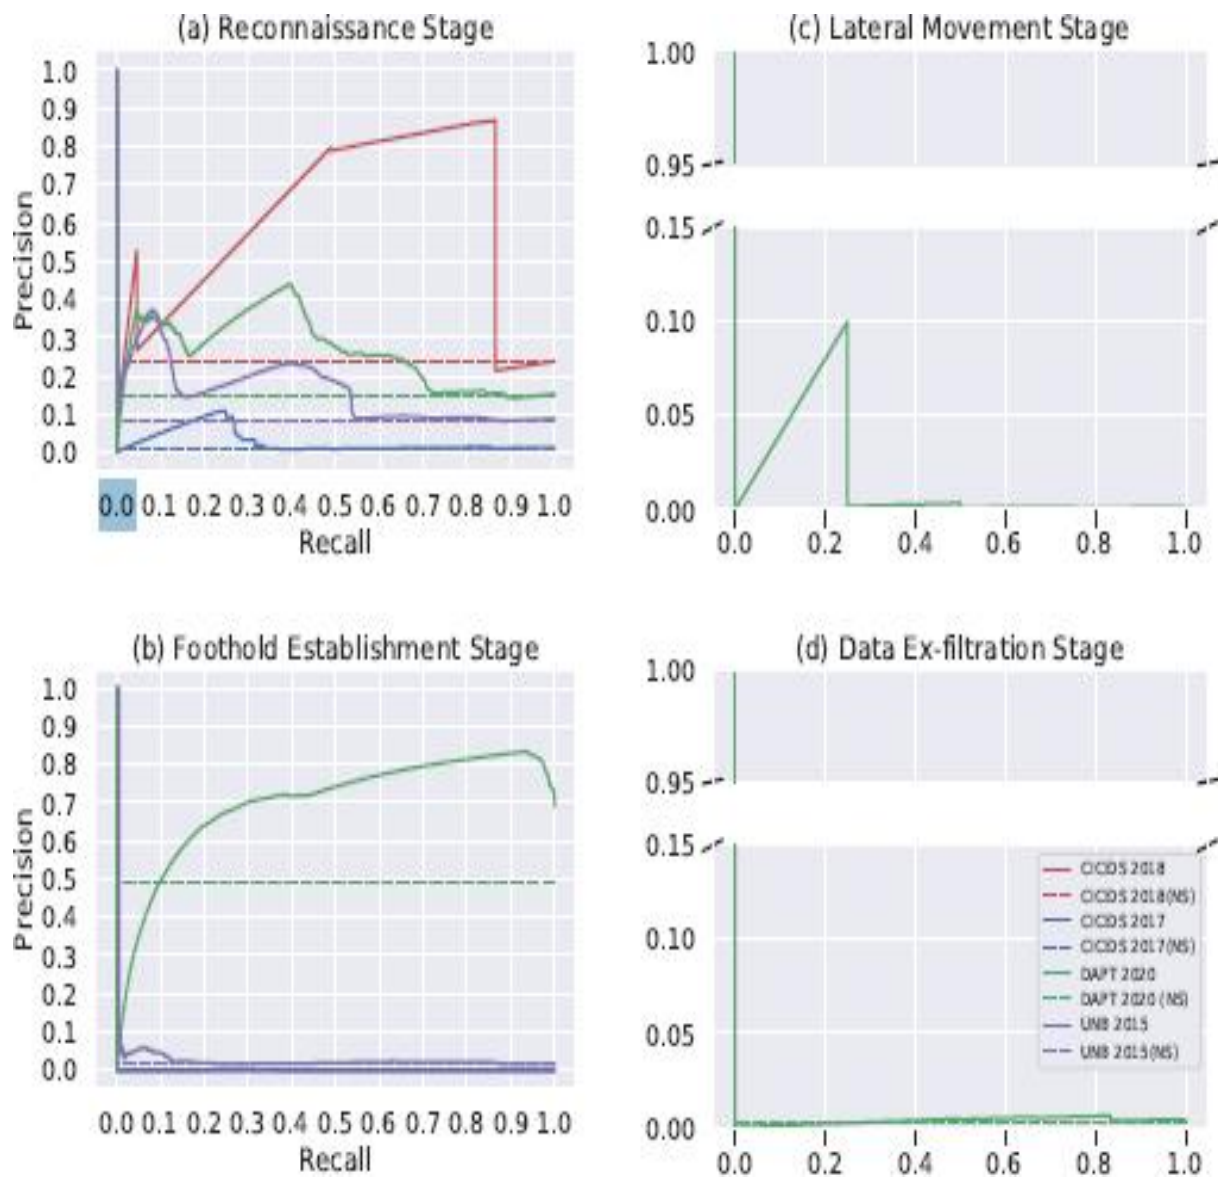 (a) Reconnaissance Stage
1.0
0.9
0.8
0.7
0.6
0.5
0.4
0.3
0.2
0.1
0.0
Precision
0.0 0.1 0.2 0.3 0.4 0.5 0.6 0.7 0.8 0.9 1.0
Recall
(c) Lateral Movement Stage
1.00
0.95
0.15
0.10
0.05
0.00
0.0 0.2 0.4 0.6 0.8 1.0
(b) Foothold Establishment Stage
1.0
0.9
0.8
0.7
0.6
0.5
0.4
0.3
0.2
0.1
0.0
Precision
0.0 0.1 0.2 0.3 0.4 0.5 0.6 0.7 0.8 0.9 1.0
Recall
(d) Data Ex-filtration Stage
1.00
0.95
0.15
0.10
0.05
0.00
0.0 0.2 0.4 0.6 0.8 1.0
CICIDS 2018
CICIDS 2018(NS)
CICIDS 2017
CICIDS 2017(NS)
DAPT 2020
DAPT 2020 (NS)
UNB 2015
UNB 2015(NS)